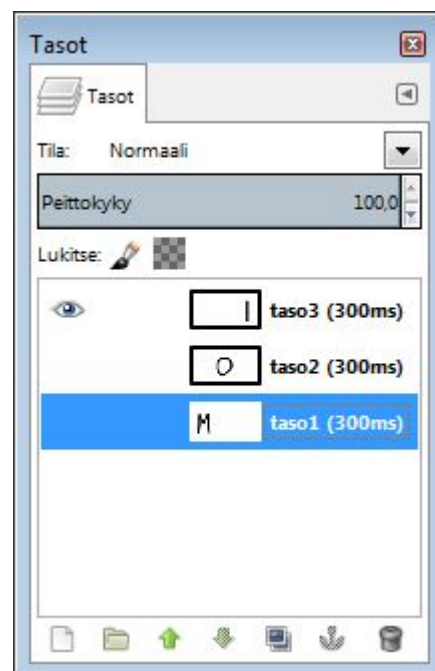 Tasot
Tasot
Tila: Normaali
Peittokyky 100,0
Lukitse:
I taso3 (300ms)
O taso2 (300ms)
M taso1 (300ms)